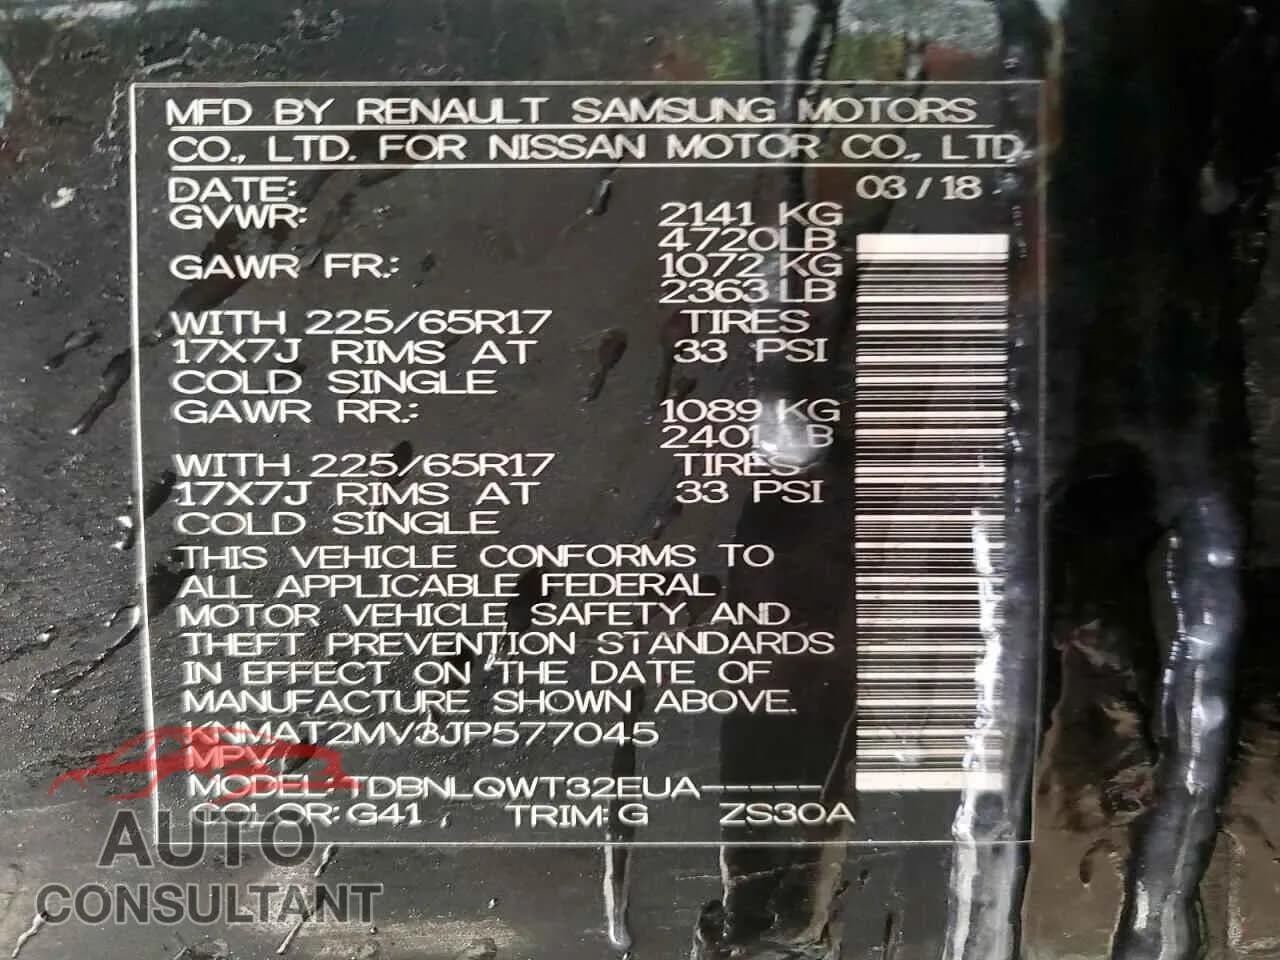 MFD BY RENAULT SAMSUNG MOTORS
CO., LTD. FOR NISSAN MOTOR CO., LTD.
DATE: 03 / 18
GVWR: 2141 KG
4720LB
GAWR FR.: 1072 KG
2363 LB
WITH 225/65R17 TIRES
17X7J RIMS AT 33 PSI
COLD SINGLE
GAWR RR.: 1089 KG
2401 LB
WITH 225/65R17 TIRES
17X7J RIMS AT 33 PSI
COLD SINGLE
THIS VEHICLE CONFORMS TO
ALL APPLICABLE FEDERAL
MOTOR VEHICLE SAFETY AND
THEFT PREVENTION STANDARDS
IN EFFECT ON THE DATE OF
MANUFACTURE SHOWN ABOVE.
KNMAT2MV3JP577045
MPV
MODEL: TDBNLQWT32EUA-----
COLOR: G41 , TRIM: G ZS30A
AUTO
CONSULTANT